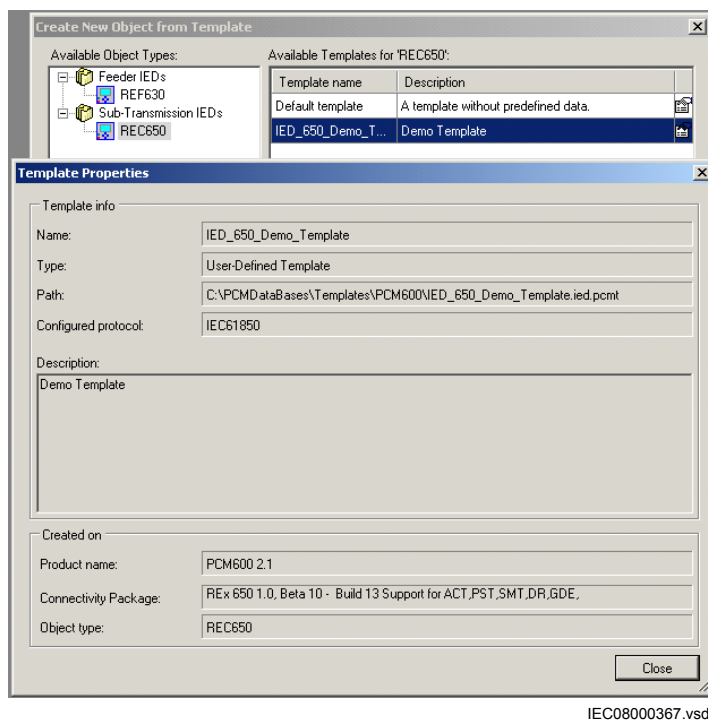 Create New Object from Template
Available Object Types:
Available Templates for 'REC650':
Feeder IEDs
REF630
Sub-Transmission IEDs
REC650
Template name Description
Default template A template without predefined data.
IED_650_Demo_T... Demo Template
Template Properties
Template info
Name: IED_650_Demo_Template
Type: User-Defined Template
Path: C:\PCMDataBases\Templates\PCM600\IED_650_Demo_Template.ied.pcmt
Configured protocol: IEC61850
Description:
Demo Template
Created on
Product name: PCM600 2.1
Connectivity Package: REx 650 1.0, Beta 10 - Build 13 Support for ACT,PST,SMT,DR,GDE,
Object type: REC650
Close
IEC08000367.vsd